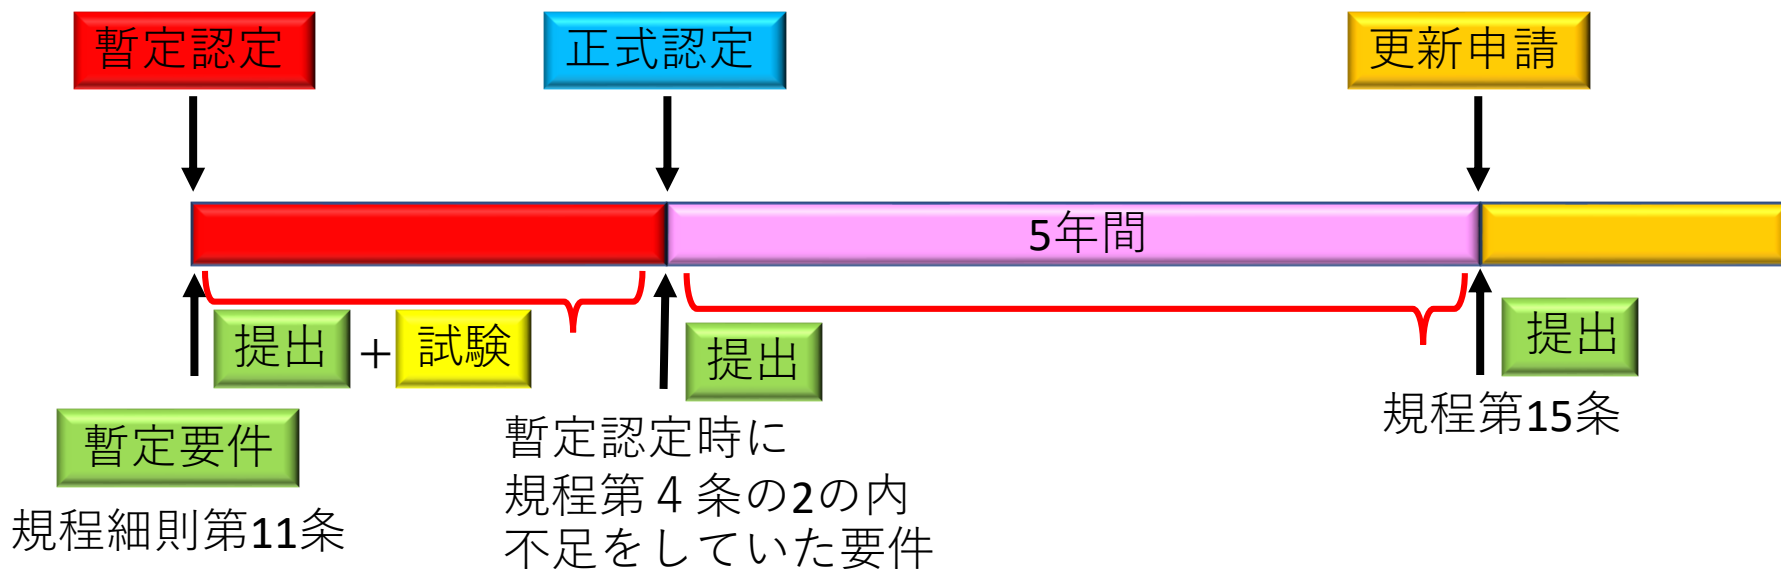 暫定認定
正式認定
更新申請
5年間
提出 + 試験
提出
提出
暫定要件
規程細則第11条
暫定認定時に
規程第４条の2の内
不足をしていた要件
規程第15条